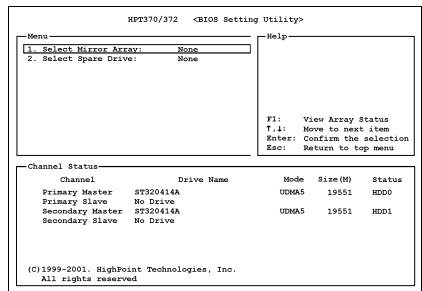 HPT370/372 <BIOS Setting Utility>
Menu
1. Select Mirror Array: None
2. Select Spare Drive: None
Help
F1: View Array Status
↑,↓: Move to next item
Enter: Confirm the selection
Esc: Return to top menu
Channel Status
Channel Drive Name Mode Size(M) Status
Primary Master ST320414A UDMA5 19551 HDD0
Primary Slave No Drive
Secondary Master ST320414A UDMA5 19551 HDD1
Secondary Slave No Drive
(C)1999-2001. HighPoint Technologies, Inc.
All rights reserved